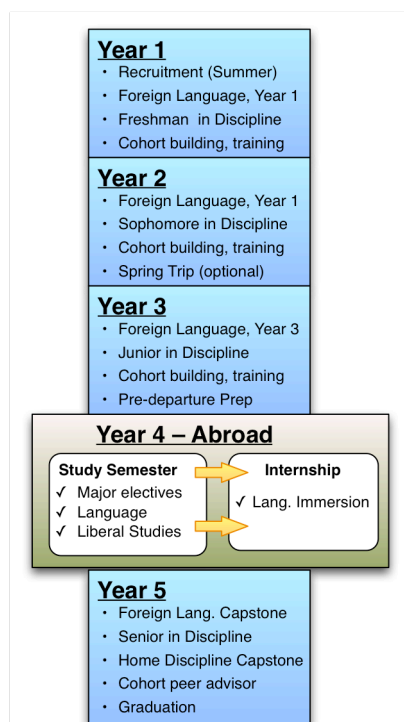 Year 1
• Recruitment (Summer)
• Foreign Language, Year 1
• Freshman in Discipline
• Cohort building, training
Year 2
• Foreign Language, Year 1
• Sophomore in Discipline
• Cohort building, training
• Spring Trip (optional)
Year 3
• Foreign Language, Year 3
• Junior in Discipline
• Cohort building, training
• Pre-departure Prep
Year 4 – Abroad
Study Semester
✓ Major electives
✓ Language
✓ Liberal Studies
Internship
✓ Lang. Immersion
Year 5
• Foreign Lang. Capstone
• Senior in Discipline
• Home Discipline Capstone
• Cohort peer advisor
• Graduation